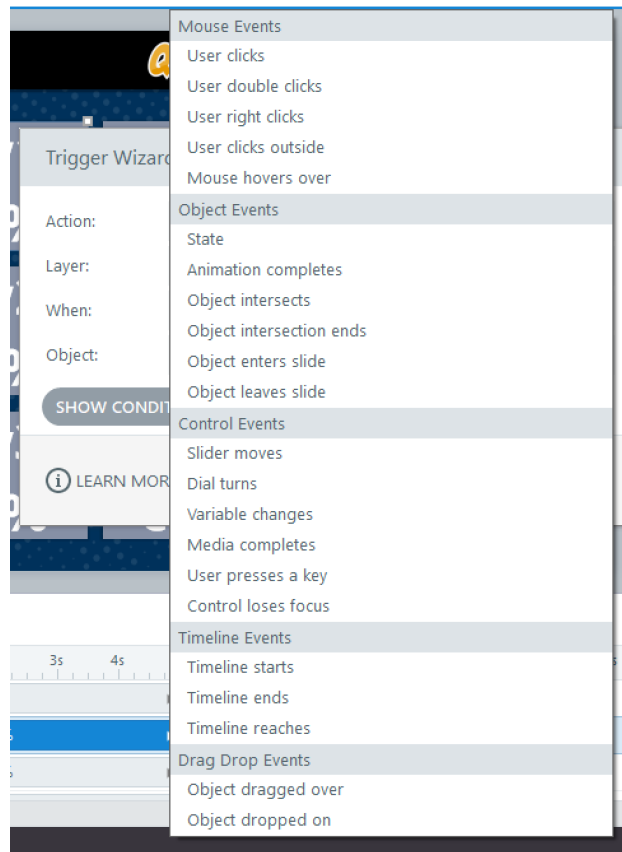 Mouse Events
User clicks
User double clicks
User right clicks
User clicks outside
Mouse hovers over
Object Events
State
Animation completes
Object intersects
Object intersection ends
Object enters slide
Object leaves slide
Control Events
Slider moves
Dial turns
Variable changes
Media completes
User presses a key
Control loses focus
Timeline Events
Timeline starts
Timeline ends
Timeline reaches
Drag Drop Events
Object dragged over
Object dropped on
Trigger Wizard
Action:
Layer:
When:
Object:
SHOW CONDIT
LEARN MOR
3s 4s